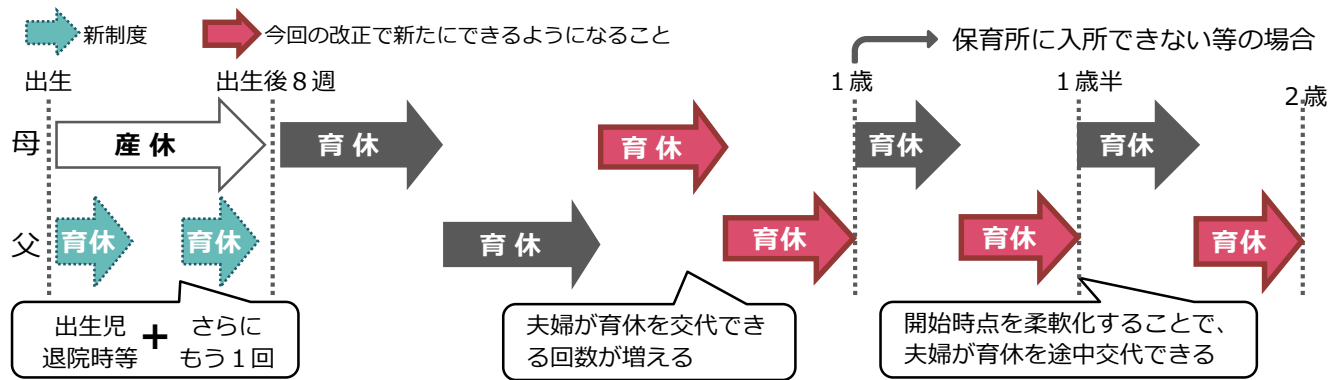 新制度
今回の改正で新たにできるようになること
保育所に入所できない等の場合
出生
出生後８週
１歳
１歳半
２歳
母
産 休
育 休
育 休
育休
育休
父
育休
育休
育 休
育休
育休
育休
出生児
退院時等
＋
さらに
もう１回
夫婦が育休を交代でき
る回数が増える
開始時点を柔軟化することで、
夫婦が育休を途中交代できる